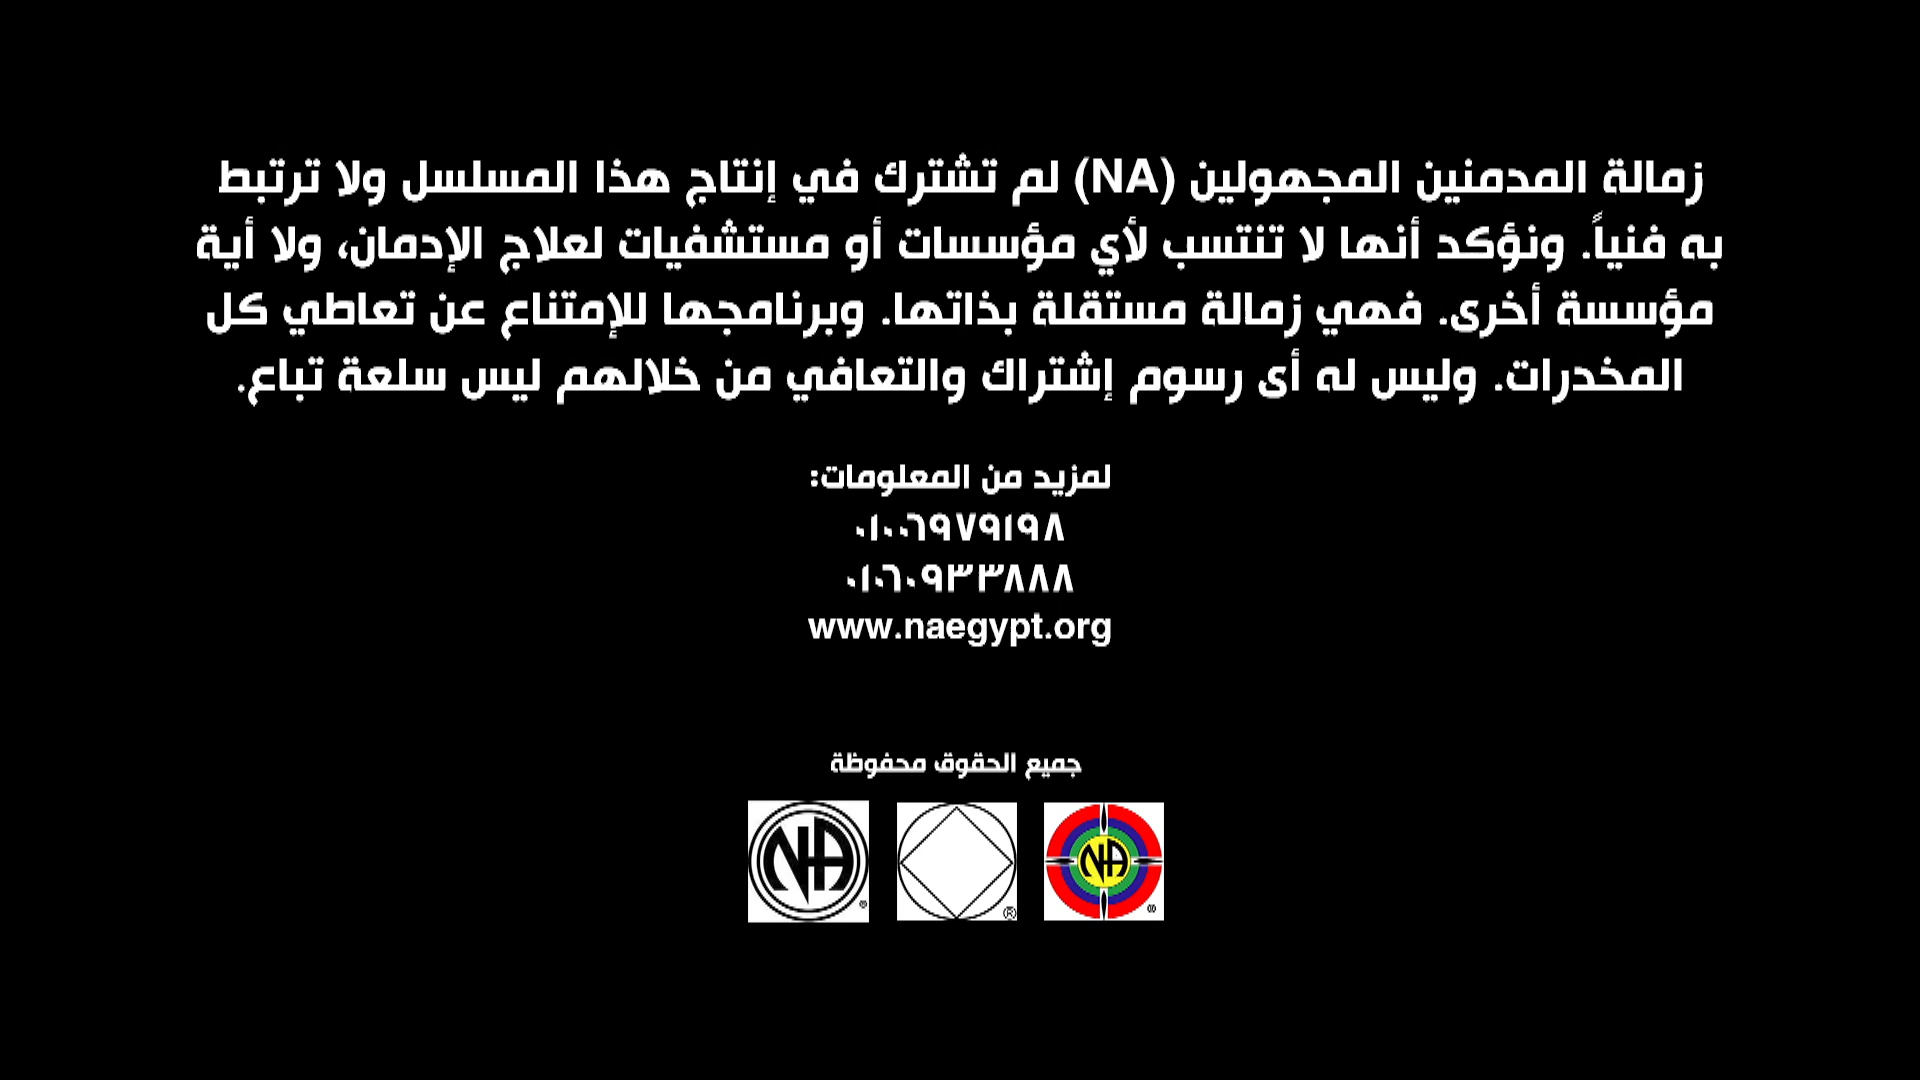 زمالة المدمنين المجهولين (NA) لم تشترك في إنتاج هذا المسلسل ولا ترتبط
به فنياً. ونؤكد أنها لا تنتسب لأي مؤسسات أو مستشفيات لعلاج الإدمان، ولا أية
مؤسسة أخرى. فهي زمالة مستقلة بذاتها. وبرنامجها للإمتناع عن تعاطي كل
المخدرات. وليس له أى رسوم إشتراك والتعافي من خلالهم ليس سلعة تباع.
لمزيد من المعلومات:
٠١٠٠٦٩٧٩١٩٨
٠١٠٦٠٩٣٣٨٨٨
www.naegypt.org
جميع الحقوق محفوظة
NA ®
®
NA ®